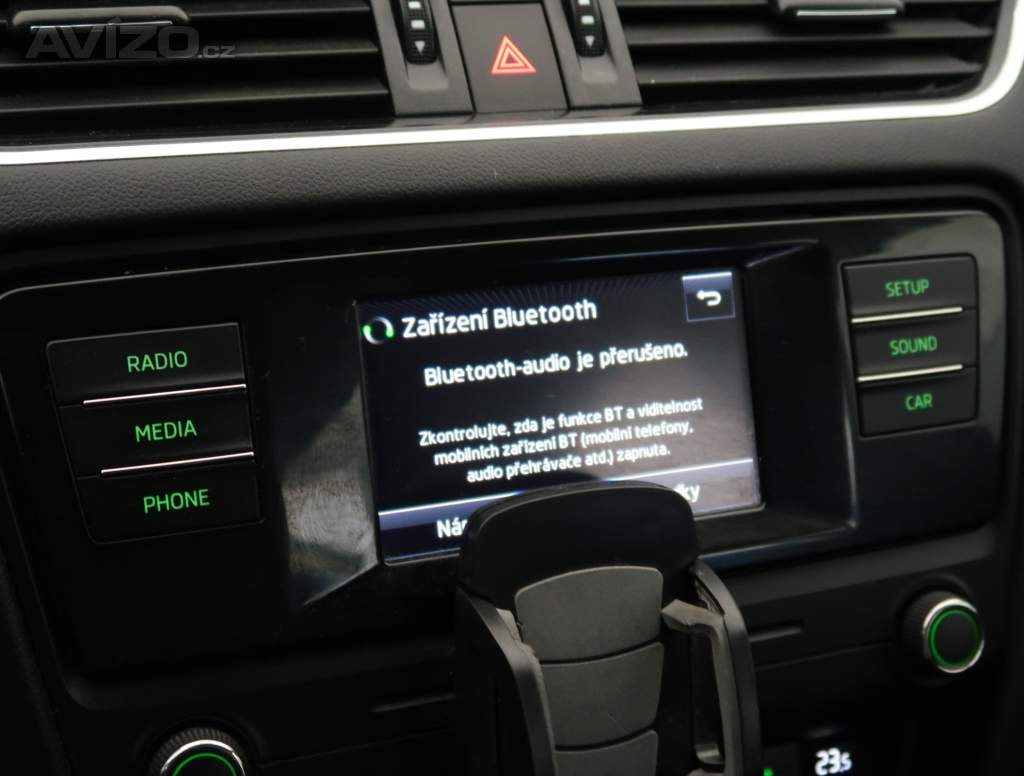 AVÍZO.cz
Zařízení Bluetooth
Bluetooth-audio je přerušeno.
Zkontrolujte, zda je funkce BT a viditelnost
mobilních zařízení BT (mobilní telefony,
audio přehrávače atd.) zapnuta.
RADIO
MEDIA
PHONE
SETUP
SOUND
CAR
23.5